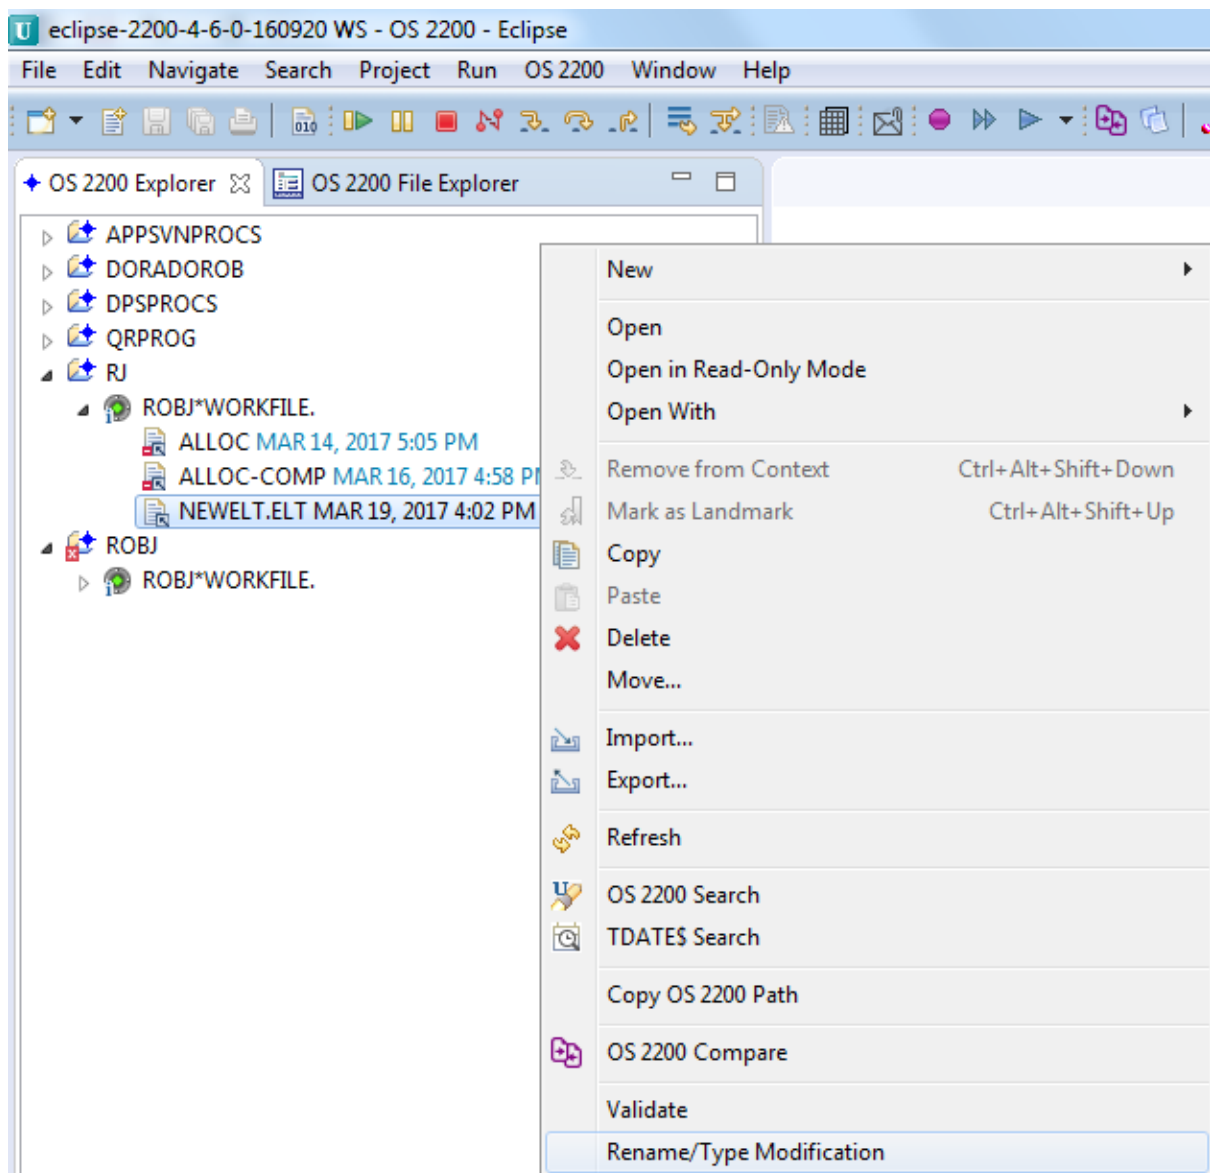 U eclipse-2200-4-6-0-160920 WS - OS 2200 - Eclipse
File Edit Navigate Search Project Run OS 2200 Window Help
010
OS 2200 Explorer OS 2200 File Explorer
APPSVNPROCS
DORADOROB
DPSPROCS
QRPROG
RJ
ROBJ*WORKFILE.
ALLOC MAR 14, 2017 5:05 PM
ALLOC-COMP MAR 16, 2017 4:58 PM
NEWELT.ELT MAR 19, 2017 4:02 PM
ROBJ
ROBJ*WORKFILE.
New
Open
Open in Read-Only Mode
Open With
Remove from Context Ctrl+Alt+Shift+Down
Mark as Landmark Ctrl+Alt+Shift+Up
Copy
Paste
Delete
Move...
Import...
Export...
Refresh
OS 2200 Search
TDATE$ Search
Copy OS 2200 Path
OS 2200 Compare
Validate
Rename/Type Modification